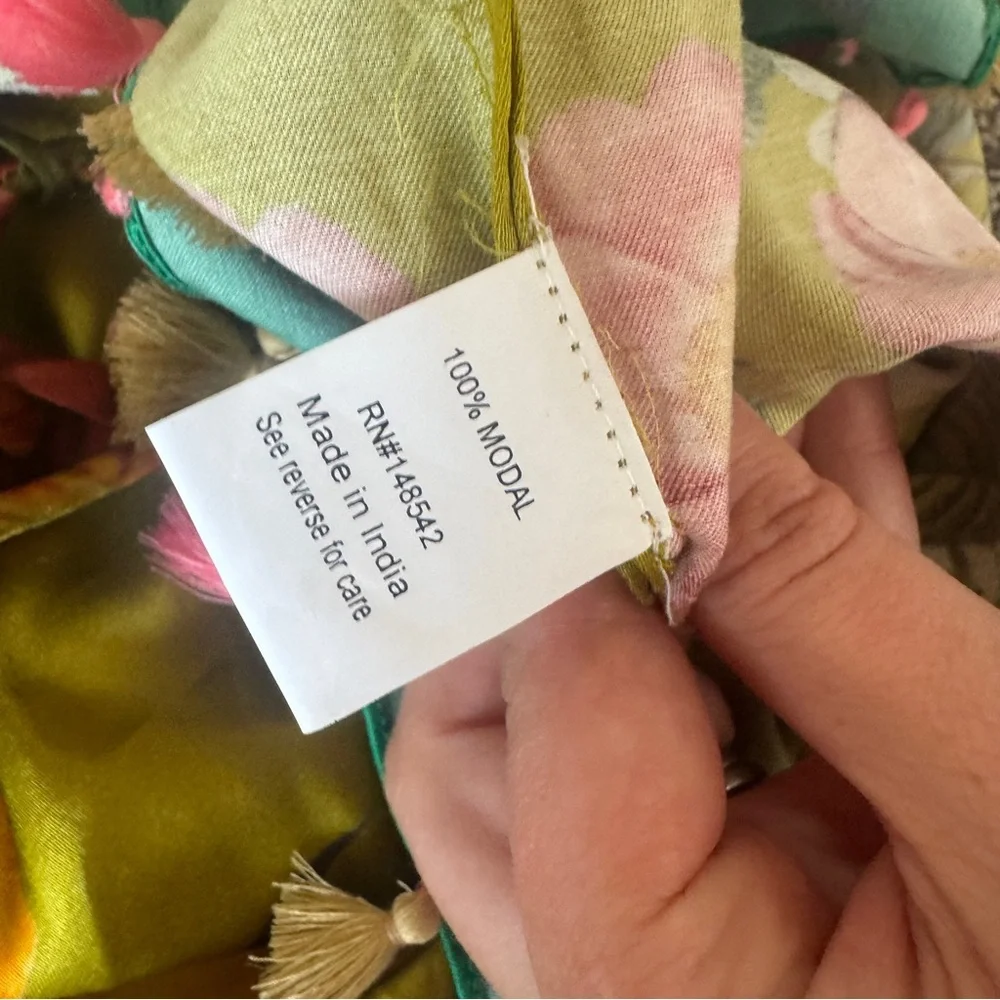 100% MODAL
RN#148542
Made in India
See reverse for care